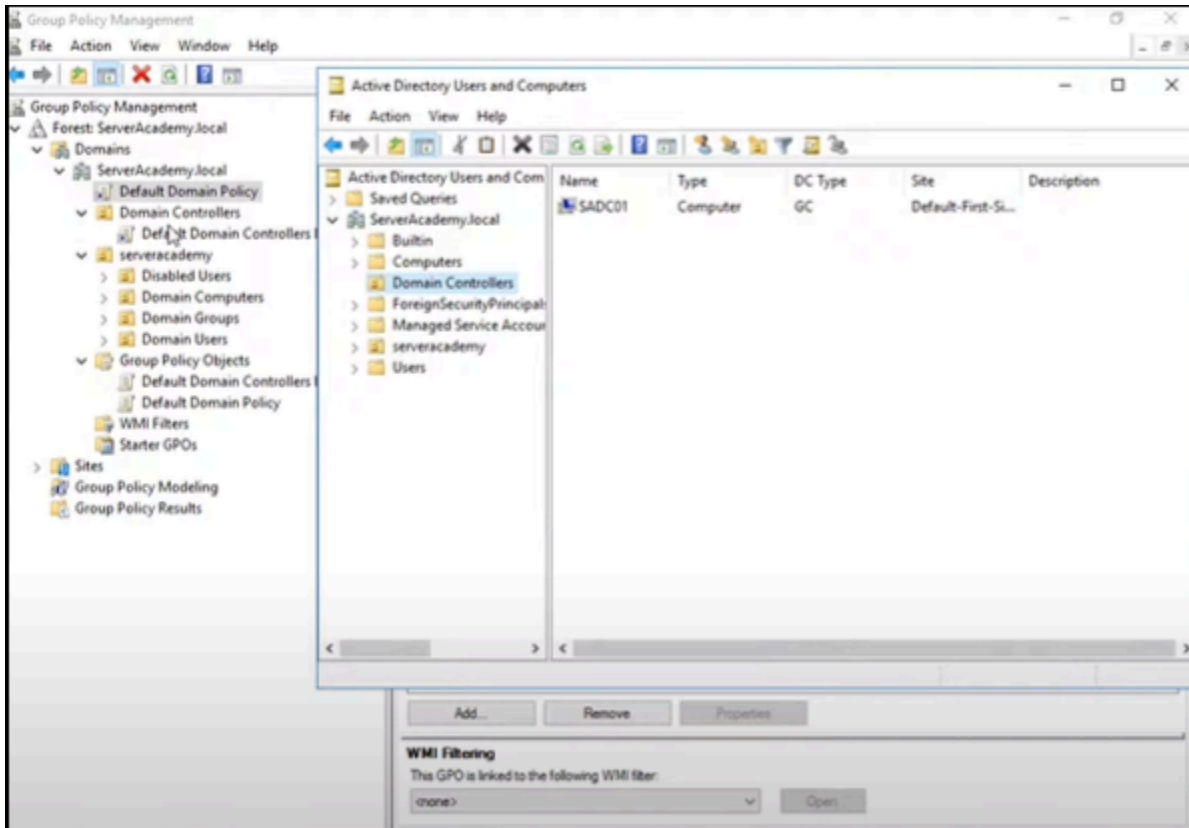 Group Policy Management
File Action View Window Help
Group Policy Management
Forest: ServerAcademy.local
Domains
ServerAcademy.local
Default Domain Policy
Domain Controllers
Default Domain Controllers
serveracademy
Disabled Users
Domain Computers
Domain Groups
Domain Users
Group Policy Objects
Default Domain Controllers
Default Domain Policy
WMI Filters
Starter GPOs
Sites
Group Policy Modeling
Group Policy Results
Active Directory Users and Computers
File Action View Help
Active Directory Users and Com
Saved Queries
ServerAcademy.local
Builtin
Computers
Domain Controllers
ForeignSecurityPrincipals
Managed Service Accour
serveracademy
Users
Name Type DC Type Site Description
SADC01 Computer GC Default-First-Si...
Add... Remove Properties
WMI Filtering
This GPO is linked to the following WMI filter:
<none> Open